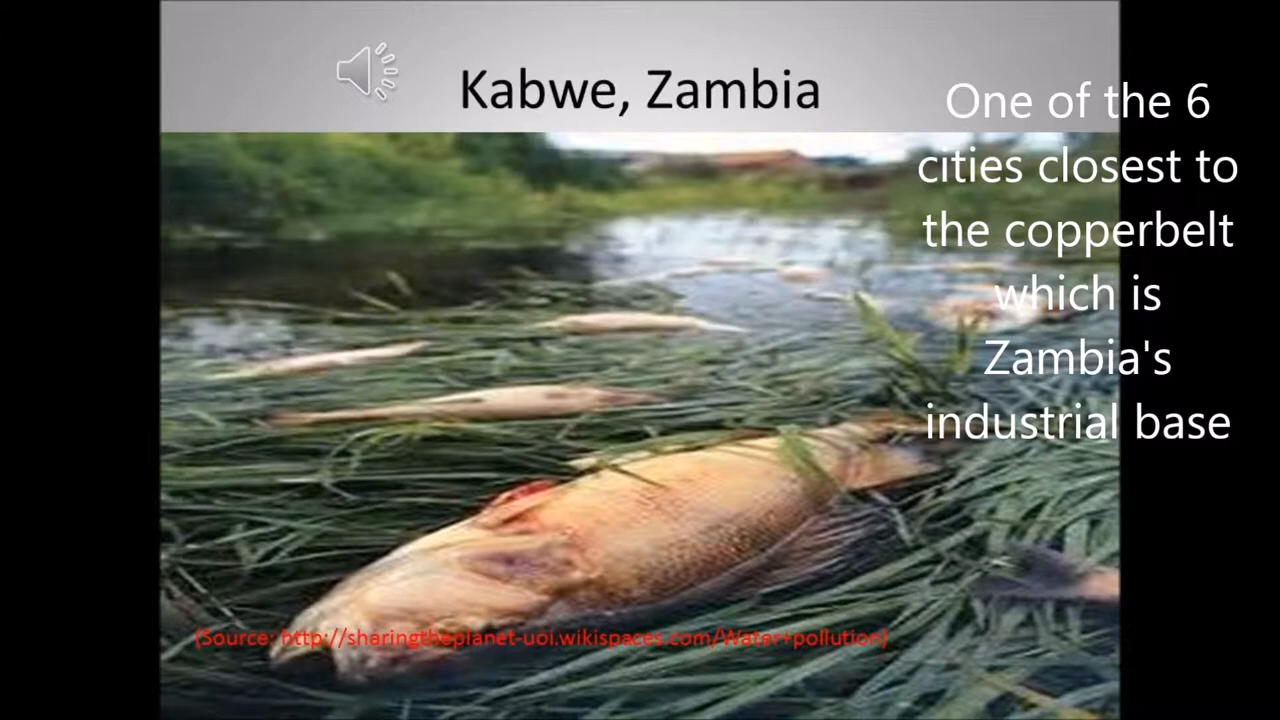 Kabwe, Zambia
One of the 6
cities closest to
the copperbelt
which is
Zambia's
industrial base
(Source: http://sharingtheplanet-uoi.wikispaces.com/Water+pollution)